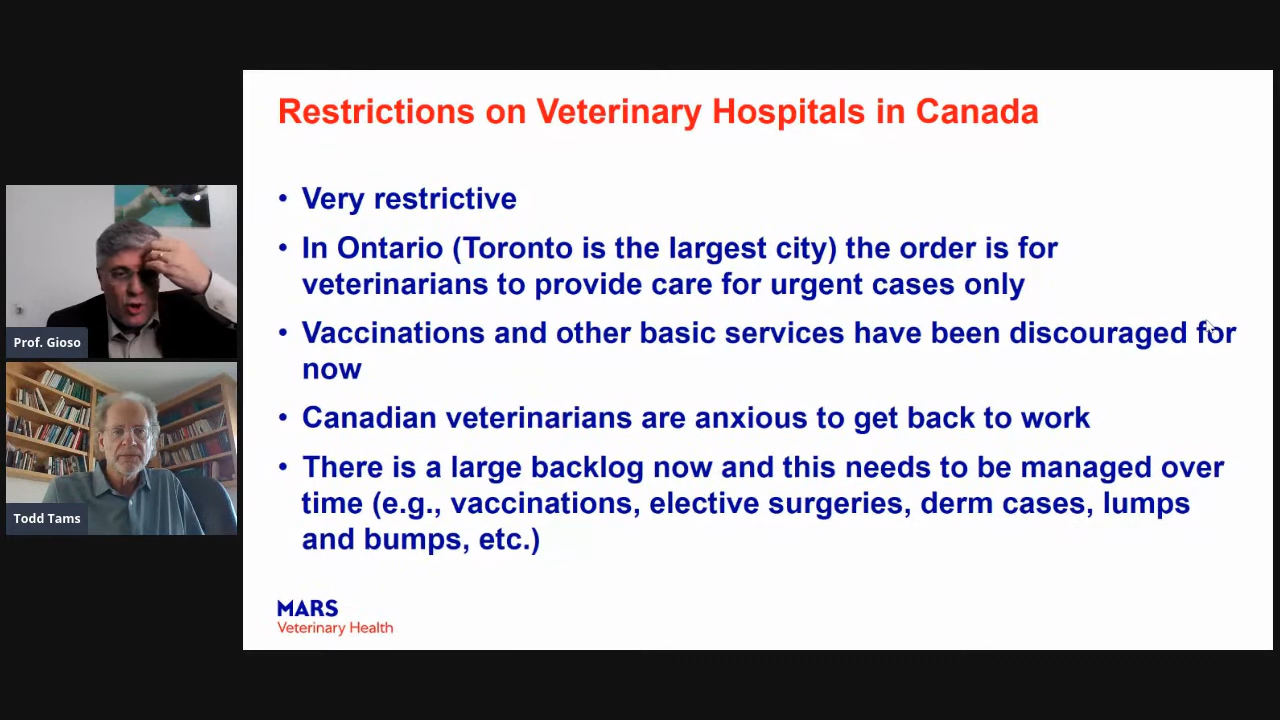 Restrictions on Veterinary Hospitals in Canada
• Very restrictive
• In Ontario (Toronto is the largest city) the order is for
veterinarians to provide care for urgent cases only
• Vaccinations and other basic services have been discouraged for
now
• Canadian veterinarians are anxious to get back to work
• There is a large backlog now and this needs to be managed over
time (e.g., vaccinations, elective surgeries, derm cases, lumps
and bumps, etc.)
MARS
Veterinary Health
Prof. Gioso
Todd Tams